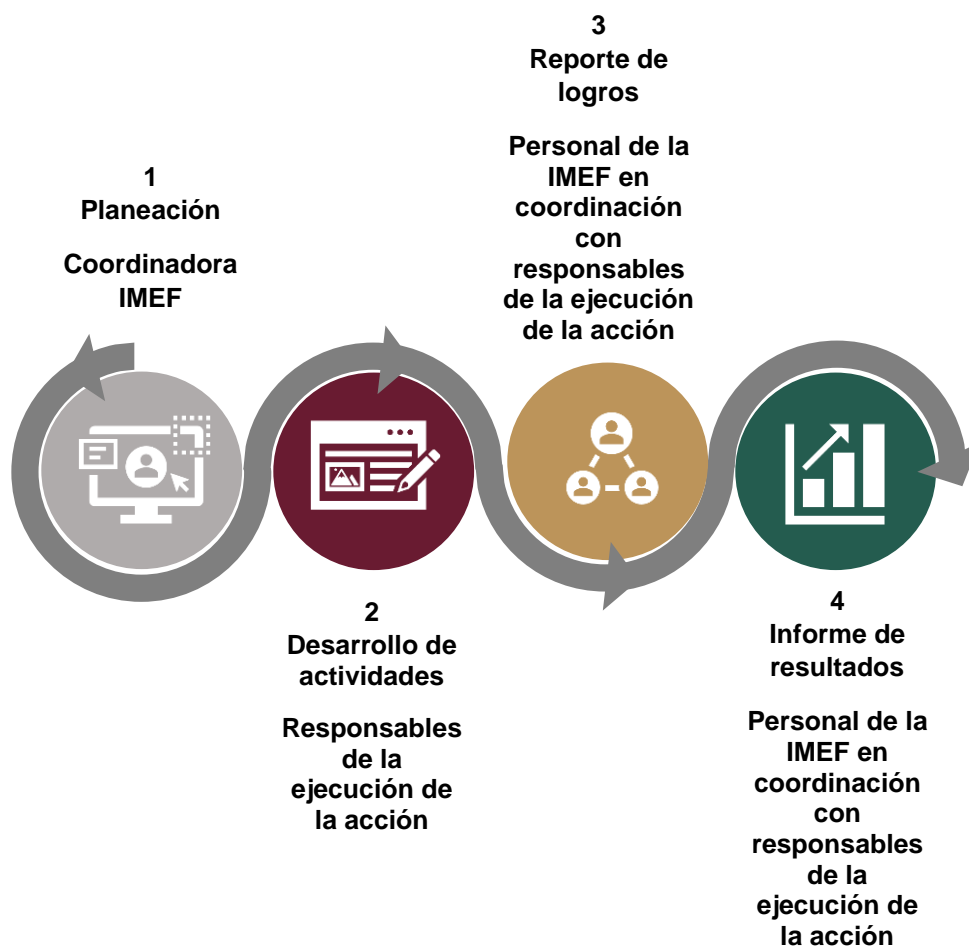 1
Planeación
Coordinadora
IMEF
2
Desarrollo de
actividades
Responsables
de la
ejecución de
la acción
3
Reporte de
logros
Personal de la
IMEF en
coordinación
con
responsables
de la ejecución
de la acción
4
Informe de
resultados
Personal de la
IMEF en
coordinación
con
responsables
de la
ejecución de
la acción